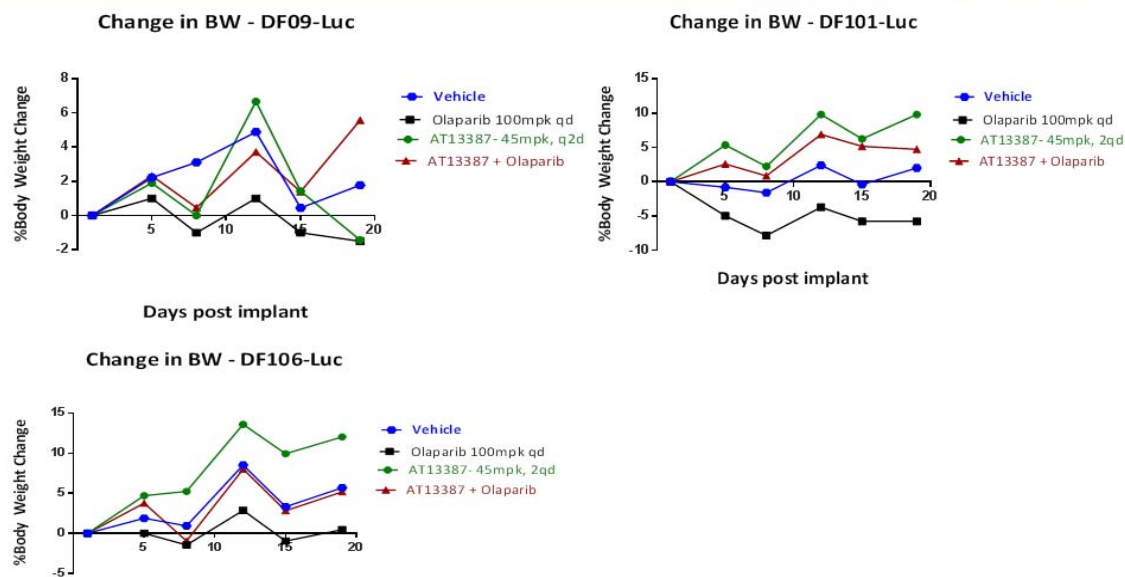 Change in BW - DF09-Luc
%Body Weight Change
8
6
4
2
0
-2
5
10
15
20
Vehicle
Olaparib 100mpk qd
AT13387- 45mpk, q2d
AT13387 + Olaparib
Days post implant
Change in BW - DF101-Luc
%Body Weight Change
15
10
5
0
-5
-10
5
10
15
20
Vehicle
Olaparib 100mpk qd
AT13387- 45mpk, 2qd
AT13387 + Olaparib
Days post implant
Change in BW - DF106-Luc
%Body Weight Change
15
10
5
0
-5
5
10
15
20
Vehicle
Olaparib 100mpk qd
AT13387- 45mpk, 2qd
AT13387 + Olaparib